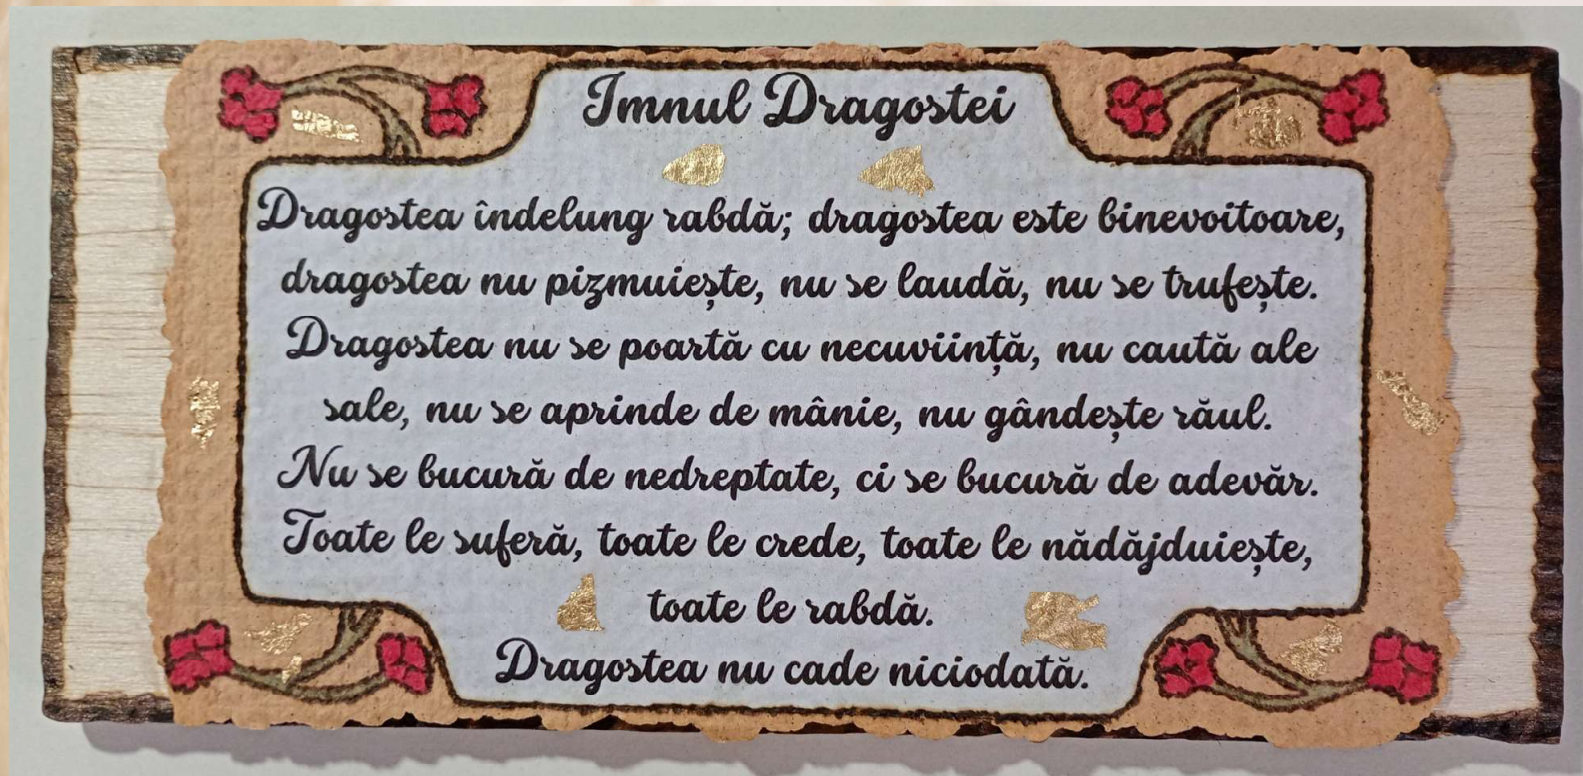 Imnul Dragostei
Dragostea îndelung rabdă; dragostea este binevoitoare,
dragostea nu pizmuiește, nu se laudă, nu se trufește.
Dragostea nu se poartă cu necuviință, nu caută ale
sale, nu se aprinde de mânie, nu gândește răul.
Nu se bucură de nedreptate, ci se bucură de adevăr.
Toate le suferă, toate le crede, toate le nădăjduiește,
toate le rabdă.
Dragostea nu cade niciodată.